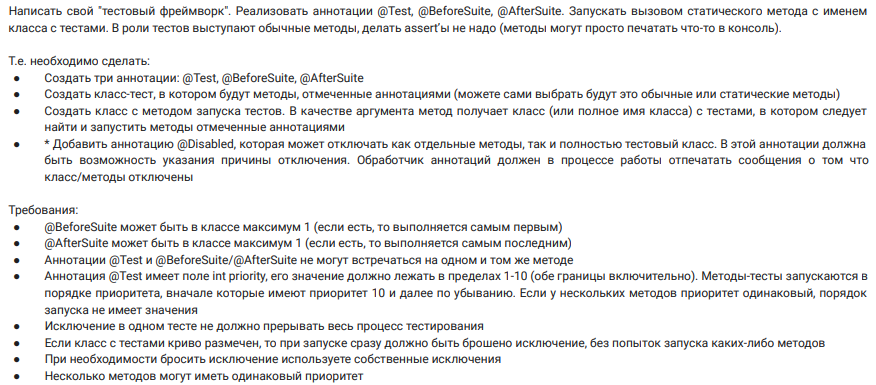 Написать свой "тестовый фреймворк". Реализовать аннотации @Test, @BeforeSuite, @AfterSuite. Запускать вызовом статического метода с именем
класса с тестами. В роли тестов выступают обычные методы, делать assert'ы не надо (методы могут просто печатать что-то в консоль).
Т.е. необходимо сделать:
● Создать три аннотации: @Test, @BeforeSuite, @AfterSuite
● Создать класс-тест, в котором будут методы, отмеченные аннотациями (можете сами выбрать будут это обычные или статические методы)
● Создать класс с методом запуска тестов. В качестве аргумента метод получает класс (или полное имя класса) с тестами, в котором следует
найти и запустить методы отмеченные аннотациями
● * Добавить аннотацию @Disabled, которая может отключать как отдельные методы, так и полностью тестовый класс. В этой аннотации должна
быть возможность указания причины отключения. Обработчик аннотаций должен в процессе работы отпечатать сообщения о том что
класс/методы отключены
Требования:
● @BeforeSuite может быть в классе максимум 1 (если есть, то выполняется самым первым)
● @AfterSuite может быть в классе максимум 1 (если есть, то выполняется самым последним)
● Аннотации @Test и @BeforeSuite/@AfterSuite не могут встречаться на одном и том же методе
● Аннотация @Test имеет поле int priority, его значение должно лежать в пределах 1-10 (обе границы включительно). Методы-тесты запускаются в
порядке приоритета, вначале которые имеют приоритет 10 и далее по убыванию. Если у нескольких методов приоритет одинаковый, порядок
запуска не имеет значения
● Исключение в одном тесте не должно прерывать весь процесс тестирования
● Если класс с тестами криво размечен, то при запуске сразу должно быть брошено исключение, без попыток запуска каких-либо методов
● При необходимости бросить исключение используете собственные исключения
● Несколько методов могут иметь одинаковый приоритет